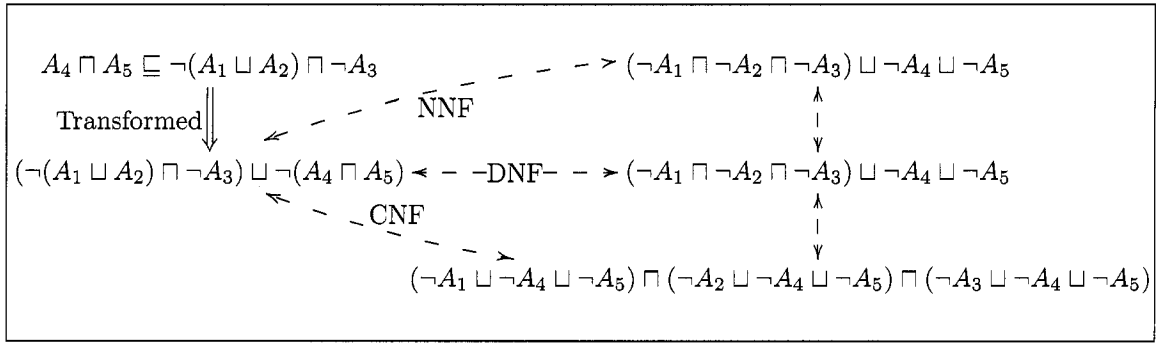 A₄ ⊓ A₅ ⊑ ¬(A₁ ⊔ A₂) ⊓ ¬A₃
(¬A₁ ⊓ ¬A₂ ⊓ ¬A₃) ⊔ ¬A₄ ⊔ ¬A₅
NNF
Transformed
(¬(A₁ ⊔ A₂) ⊓ ¬A₃) ⊔ ¬(A₄ ⊓ A₅)
DNF
(¬A₁ ⊓ ¬A₂ ⊓ ¬A₃) ⊔ ¬A₄ ⊔ ¬A₅
CNF
(¬A₁ ⊔ ¬A₄ ⊔ ¬A₅) ⊓ (¬A₂ ⊔ ¬A₄ ⊔ ¬A₅) ⊓ (¬A₃ ⊔ ¬A₄ ⊔ ¬A₅)